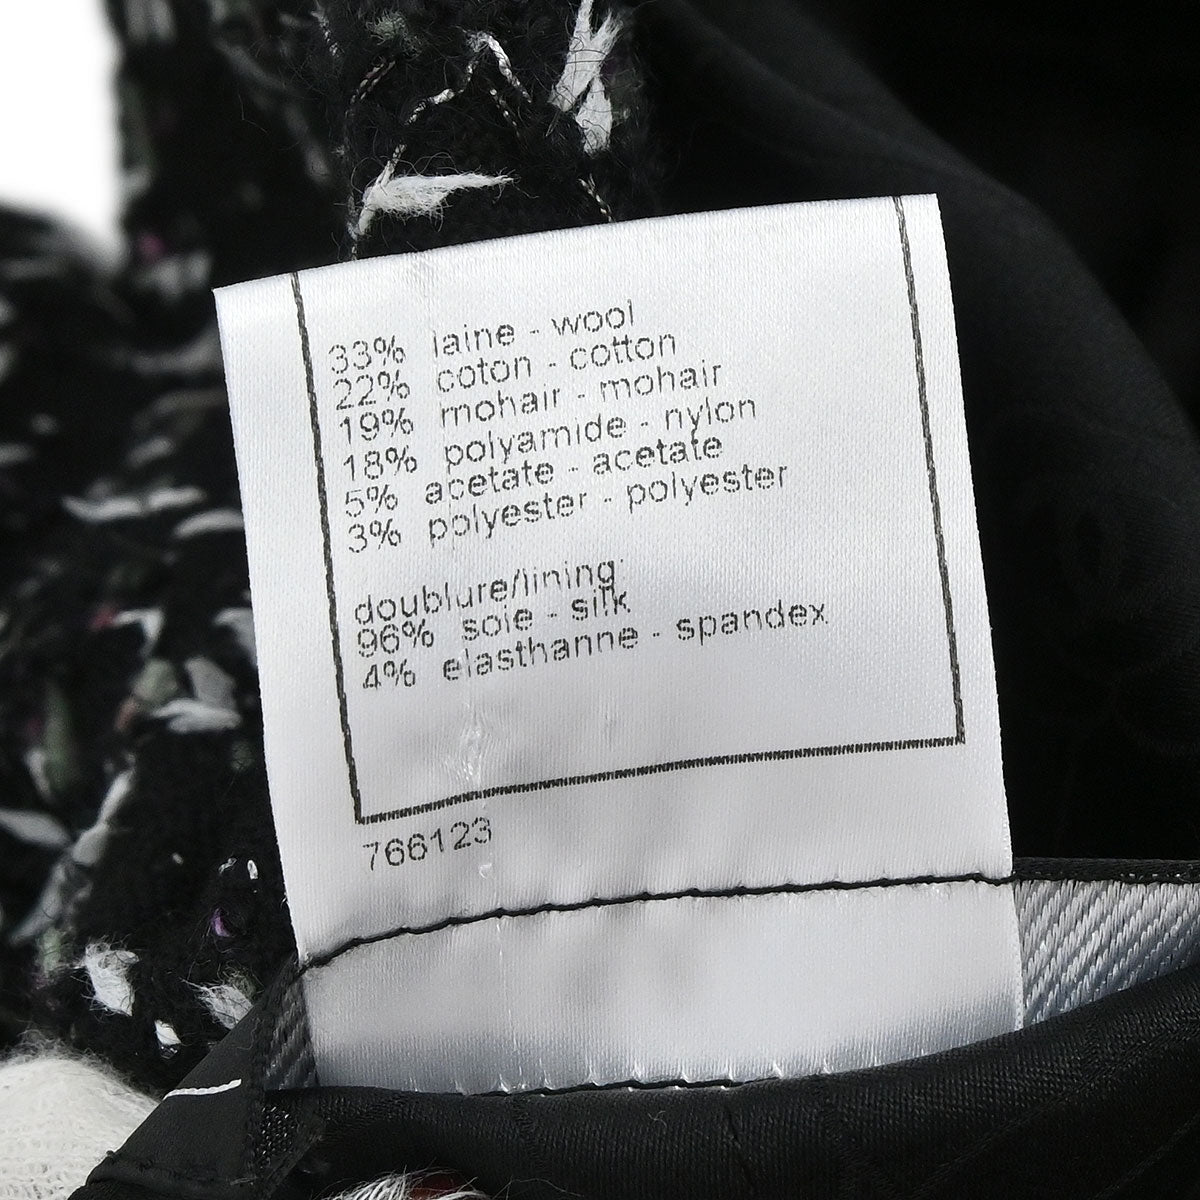 33% laine - wool
22% coton - cotton
19% mohair - mohair
18% polyamide - nylon
5% acetate - acetate
3% polyester - polyester
doublure/lining:
96% soie - silk
4% elasthanne - spandex
766123